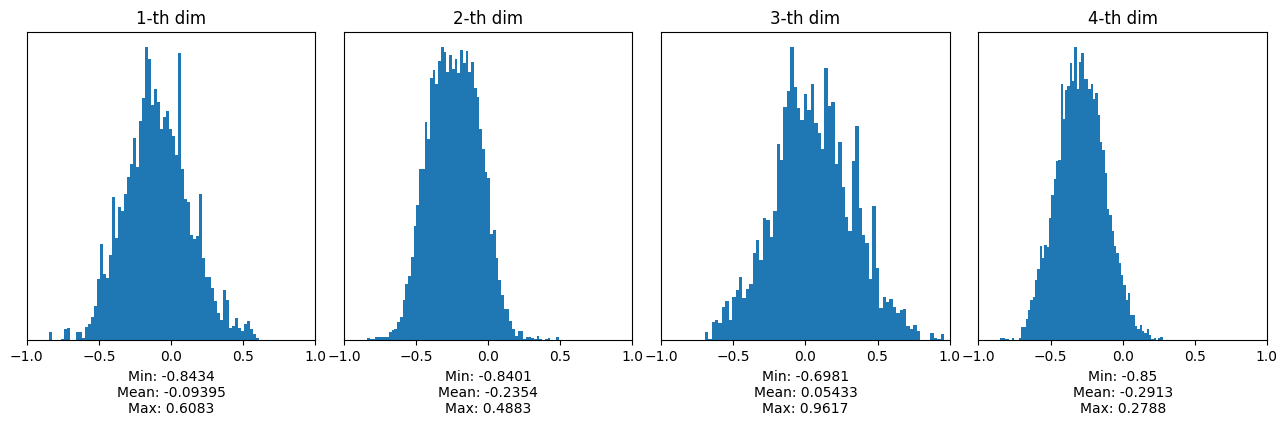 1-th dim
2-th dim
3-th dim
4-th dim
−1.0 −0.5 0.0 0.5 1.0
−1.0 −0.5 0.0 0.5 1.0
−1.0 −0.5 0.0 0.5 1.0
−1.0 −0.5 0.0 0.5 1.0
Min: -0.8434
Mean: -0.09395
Max: 0.6083
Min: -0.8401
Mean: -0.2354
Max: 0.4883
Min: -0.6981
Mean: 0.05433
Max: 0.9617
Min: -0.85
Mean: -0.2913
Max: 0.2788